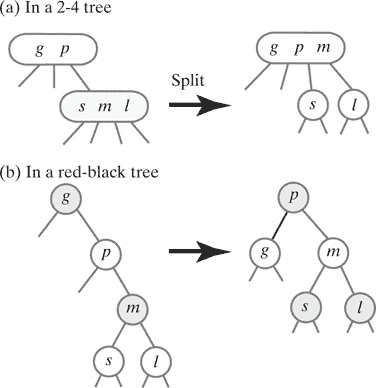 (a) In a 2-4 tree
g p
s m l
Split
g p m
s l
(b) In a red-black tree
g
p
m
s l
p
g m
s l